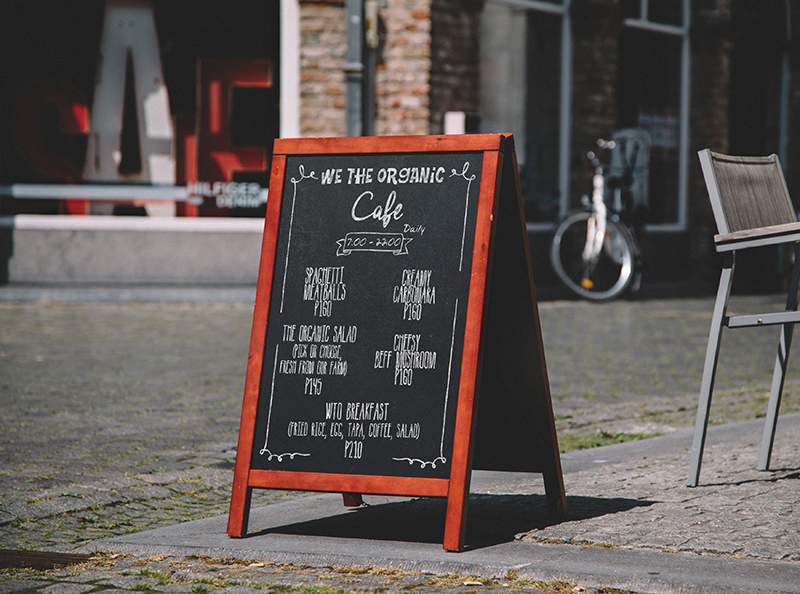 SALE
HILFIGER
DENIM
WE THE ORGANIC
Cafe
Daily
7:00 - 22:00
SPAGHETTI
MEATBALLS
P160
CREAMY
CARBONARA
P160
THE ORGANIC SALAD
(PICK OR CHOOSE,
FRESH FROM OUR FARM)
P145
CHEESY
BEFF MUSHROOM
P160
WTO BREAKFAST
(FRIED RICE, EGG, TAPA, COFFEE, SALAD)
P210